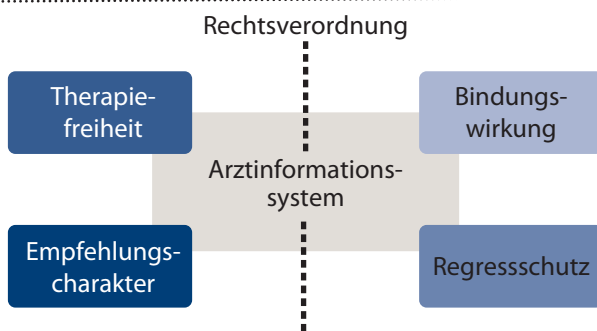 Rechtsverordnung
Therapie-
freiheit
Bindungs-
wirkung
Arztinformations-
system
Empfehlungs-
charakter
Regressschutz